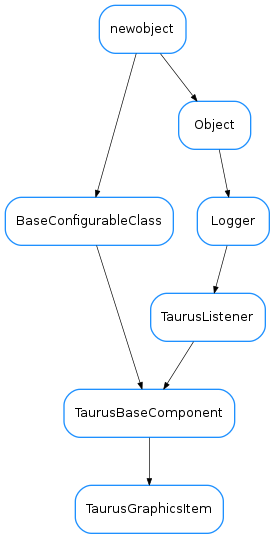 newobject
Object
BaseConfigurableClass
Logger
TaurusListener
TaurusBaseComponent
TaurusGraphicsItem